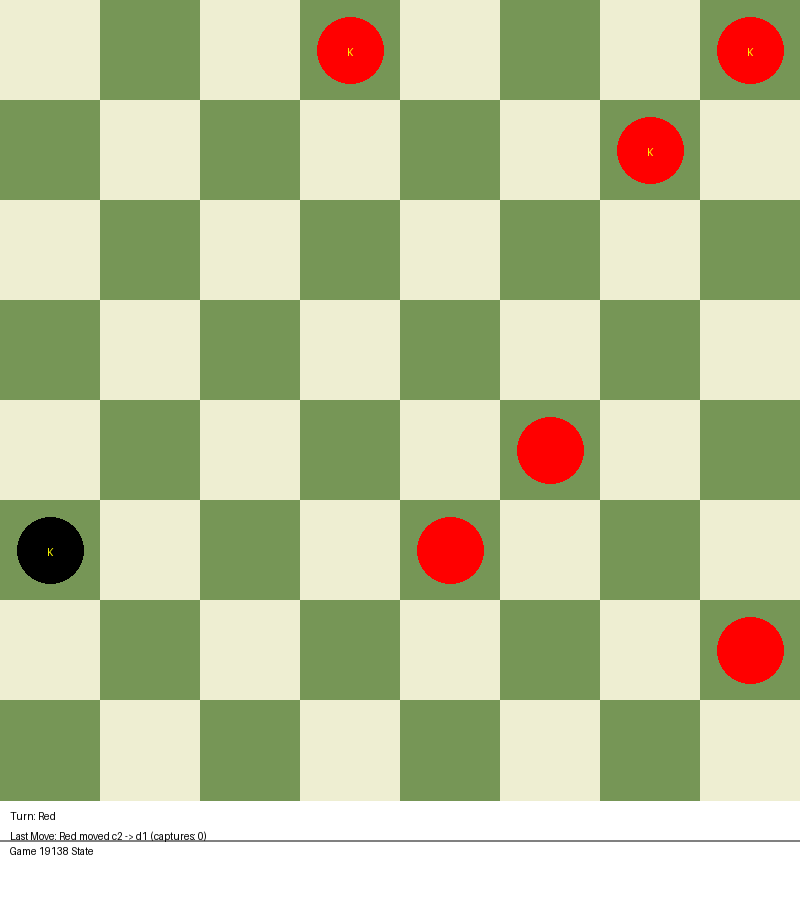 K K
K
K
Turn: Red
Last Move: Red moved c2 -> d1 (captures: 0)
Game 19138 State